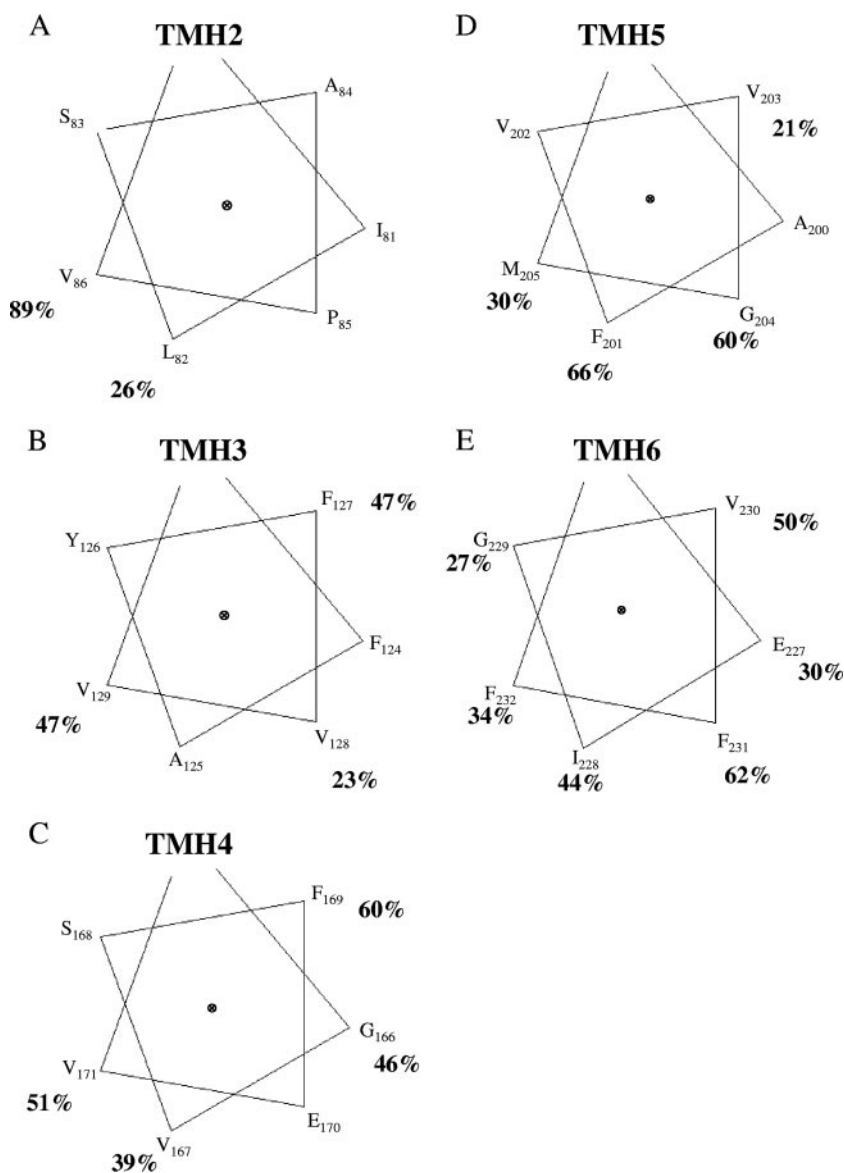 A
TMH2
A84
S83
I81
V86
89%
P85
L82
26%
B
TMH3
F127 47%
Y126
F124
V129
47%
V128
A125
23%
C
TMH4
F169 60%
S168
G166
46%
V171
51%
E170
V167
39%
D
TMH5
V203
21%
V202
A200
M205
30%
G204
60%
F201
66%
E
TMH6
V230
50%
G229
27%
E227
30%
F232
34%
F231
62%
I228
44%